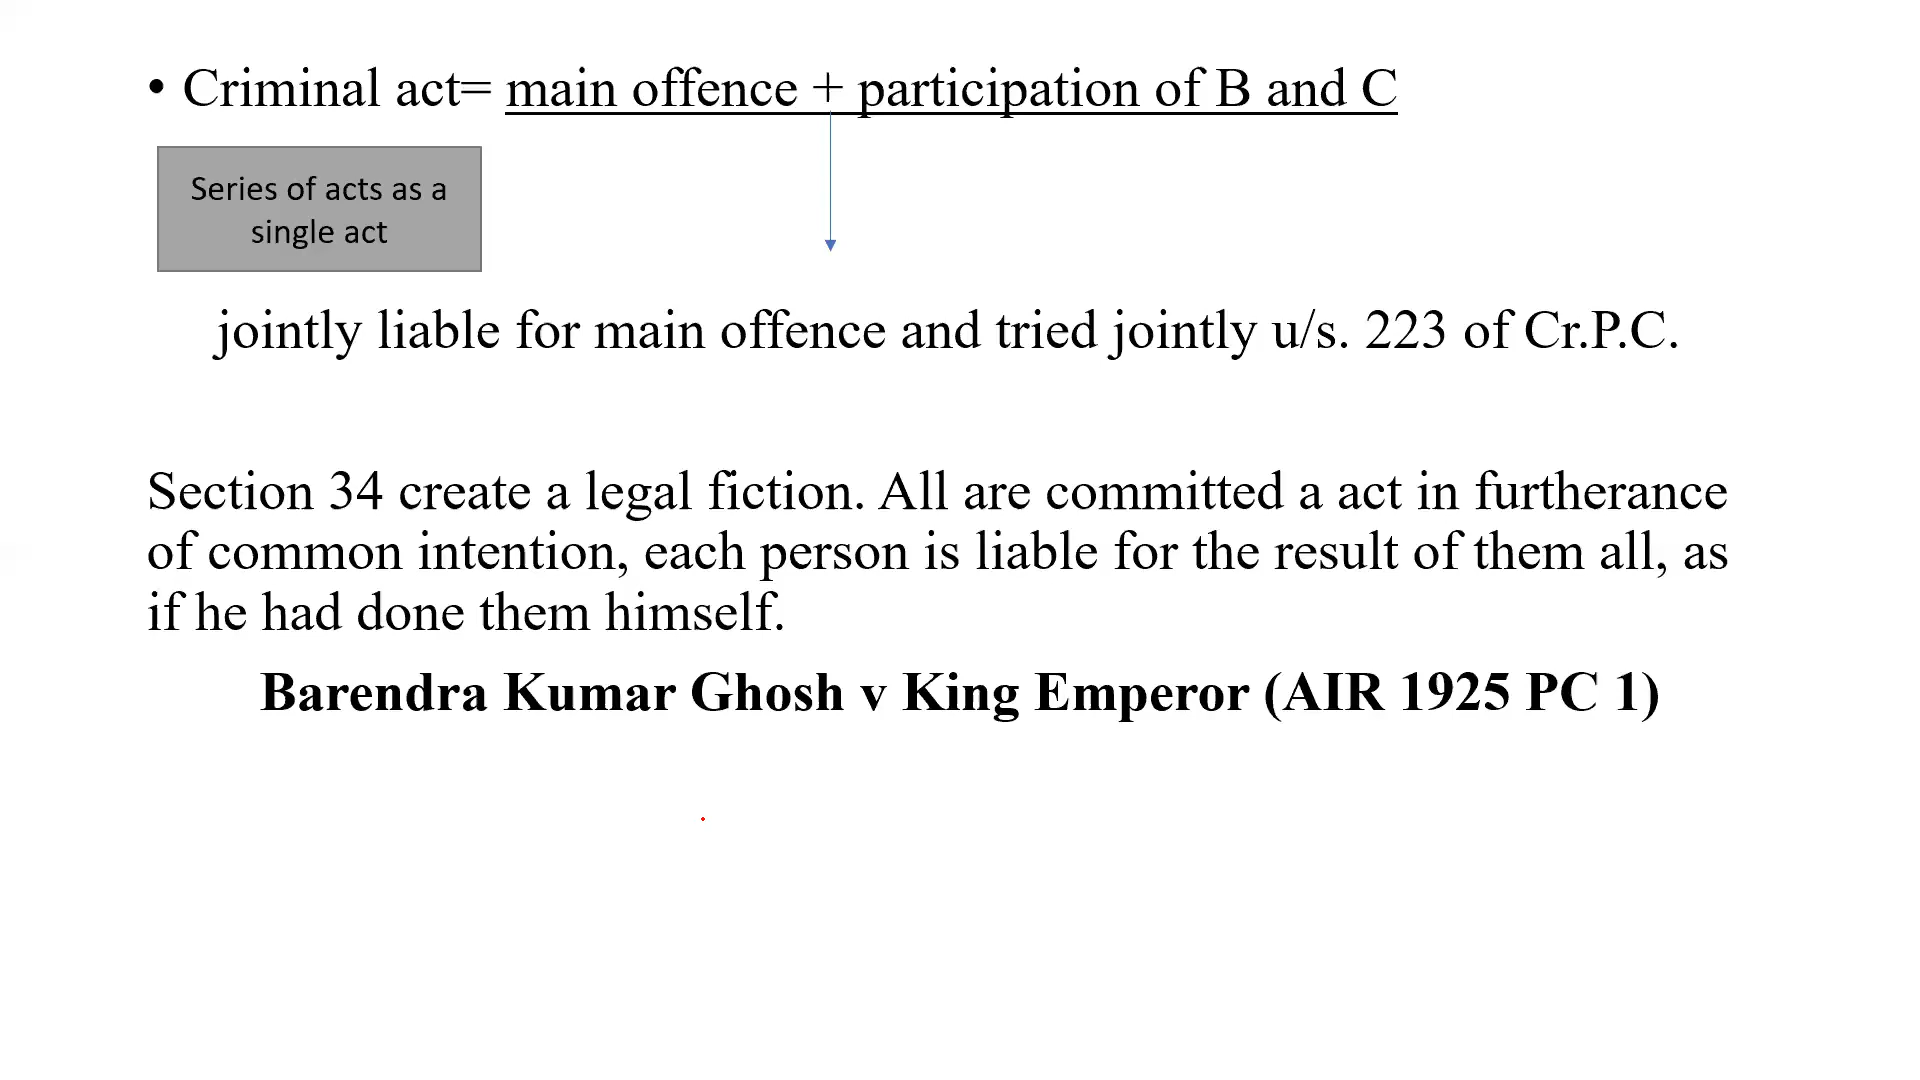 • Criminal act= main offence + participation of B and C
Series of acts as a
single act
jointly liable for main offence and tried jointly u/s. 223 of Cr.P.C.
Section 34 create a legal fiction. All are committed a act in furtherance
of common intention, each person is liable for the result of them all, as
if he had done them himself.
Barendra Kumar Ghosh v King Emperor (AIR 1925 PC 1)